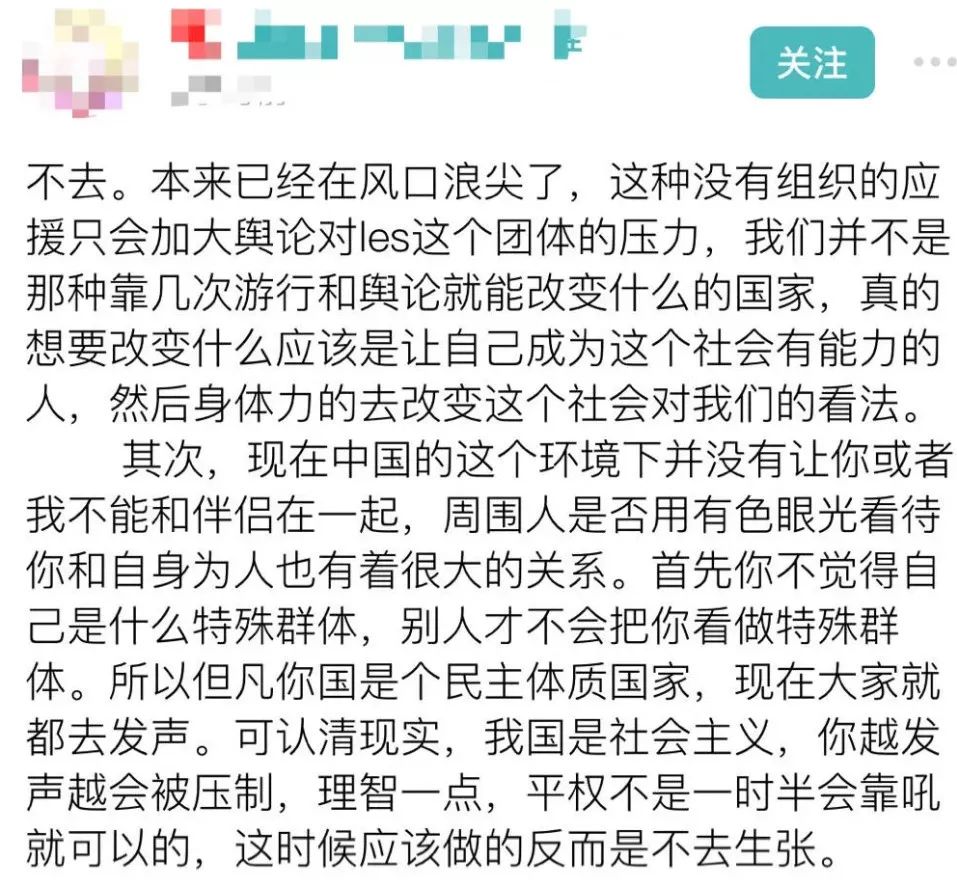 关注
不去。本来已经在风口浪尖了，这种没有组织的应
援只会加大舆论对les这个团体的压力，我们并不是
那种靠几次游行和舆论就能改变什么的国家，真的
想要改变什么应该是让自己成为这个社会有能力的
人，然后身体力的去改变这个社会对我们的看法。
其次，现在中国的这个环境下并没有让你或者
我不能和伴侣在一起，周围人是否用有色眼光看待
你和自身为人也有着很大的关系。首先你不觉得自
己是什么特殊群体，别人才不会把你看做特殊群
体。所以但凡你国是个民主体质国家，现在大家就
都去发声。可认清现实，我国是社会主义，你越发
声越会被压制，理智一点，平权不是一时半会靠吼
就可以的，这时候应该做的反而是不去生张。